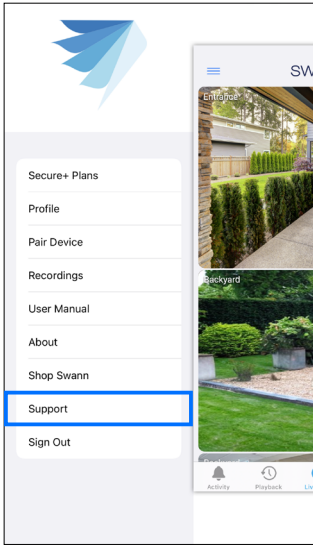 SW
Entrance
Secure+ Plans
Profile
Pair Device
Recordings
Backyard
User Manual
About
Shop Swann
Support
Sign Out
Activity
Playback